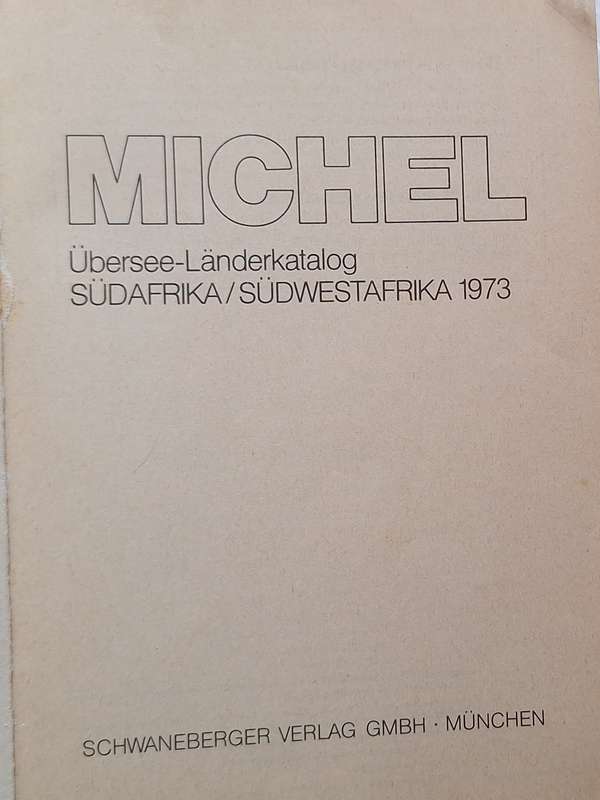 MICHEL
Übersee-Länderkatalog
SÜDAFRIKA/SÜDWESTAFRIKA 1973
SCHWANEBERGER VERLAG GMBH · MÜNCHEN